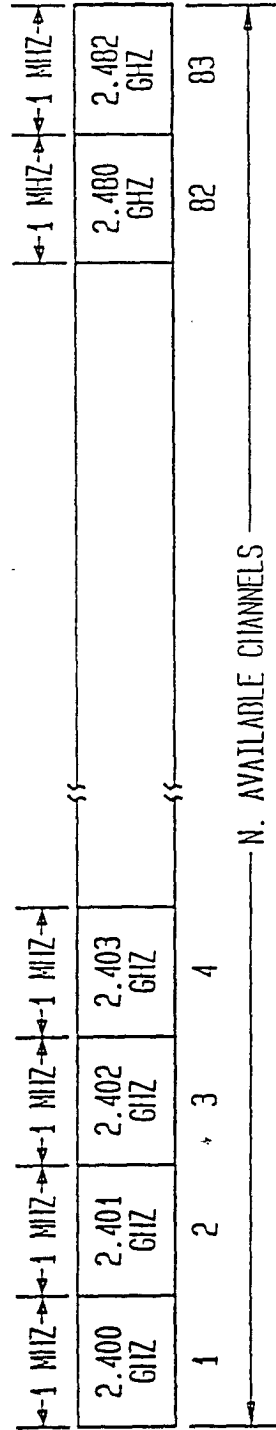 1 MHZ 1 MHZ 1 MHZ 1 MHZ 1 MHZ 1 MHZ
2.400 2.401 2.402 2.403 2.480 2.482
GHZ GHZ GHZ GHZ GHZ GHZ
1 2 3 4 82 83
N. AVAILABLE CHANNELS